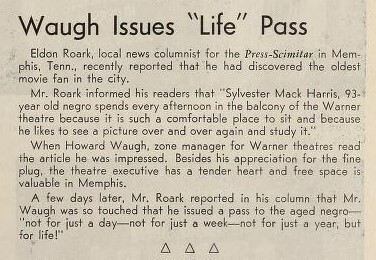 Waugh Issues "Life" Pass
Eldon Roark, local news columnist for the Press-Scimitar in Mem-
phis, Tenn., recently reported that he had discovered the oldest
movie fan in the city.
Mr. Roark informed his readers that "Sylvester Mack Harris, 93-
year old negro spends every afternoon in the balcony of the Warner
theatre because it is such a comfortable place to sit and because
he likes to see a picture over and over again and study it."
When Howard Waugh, zone manager for Warner theatres read
the article he was impressed. Besides his appreciation for the fine
plug, the theatre executive has a tender heart and free space is
valuable in Memphis.
A few days later, Mr. Roark reported in his column that Mr.
Waugh was so touched that he issued a pass to the aged negro—
"not for just a day—not for just a week—not for just a year, but
for life!"